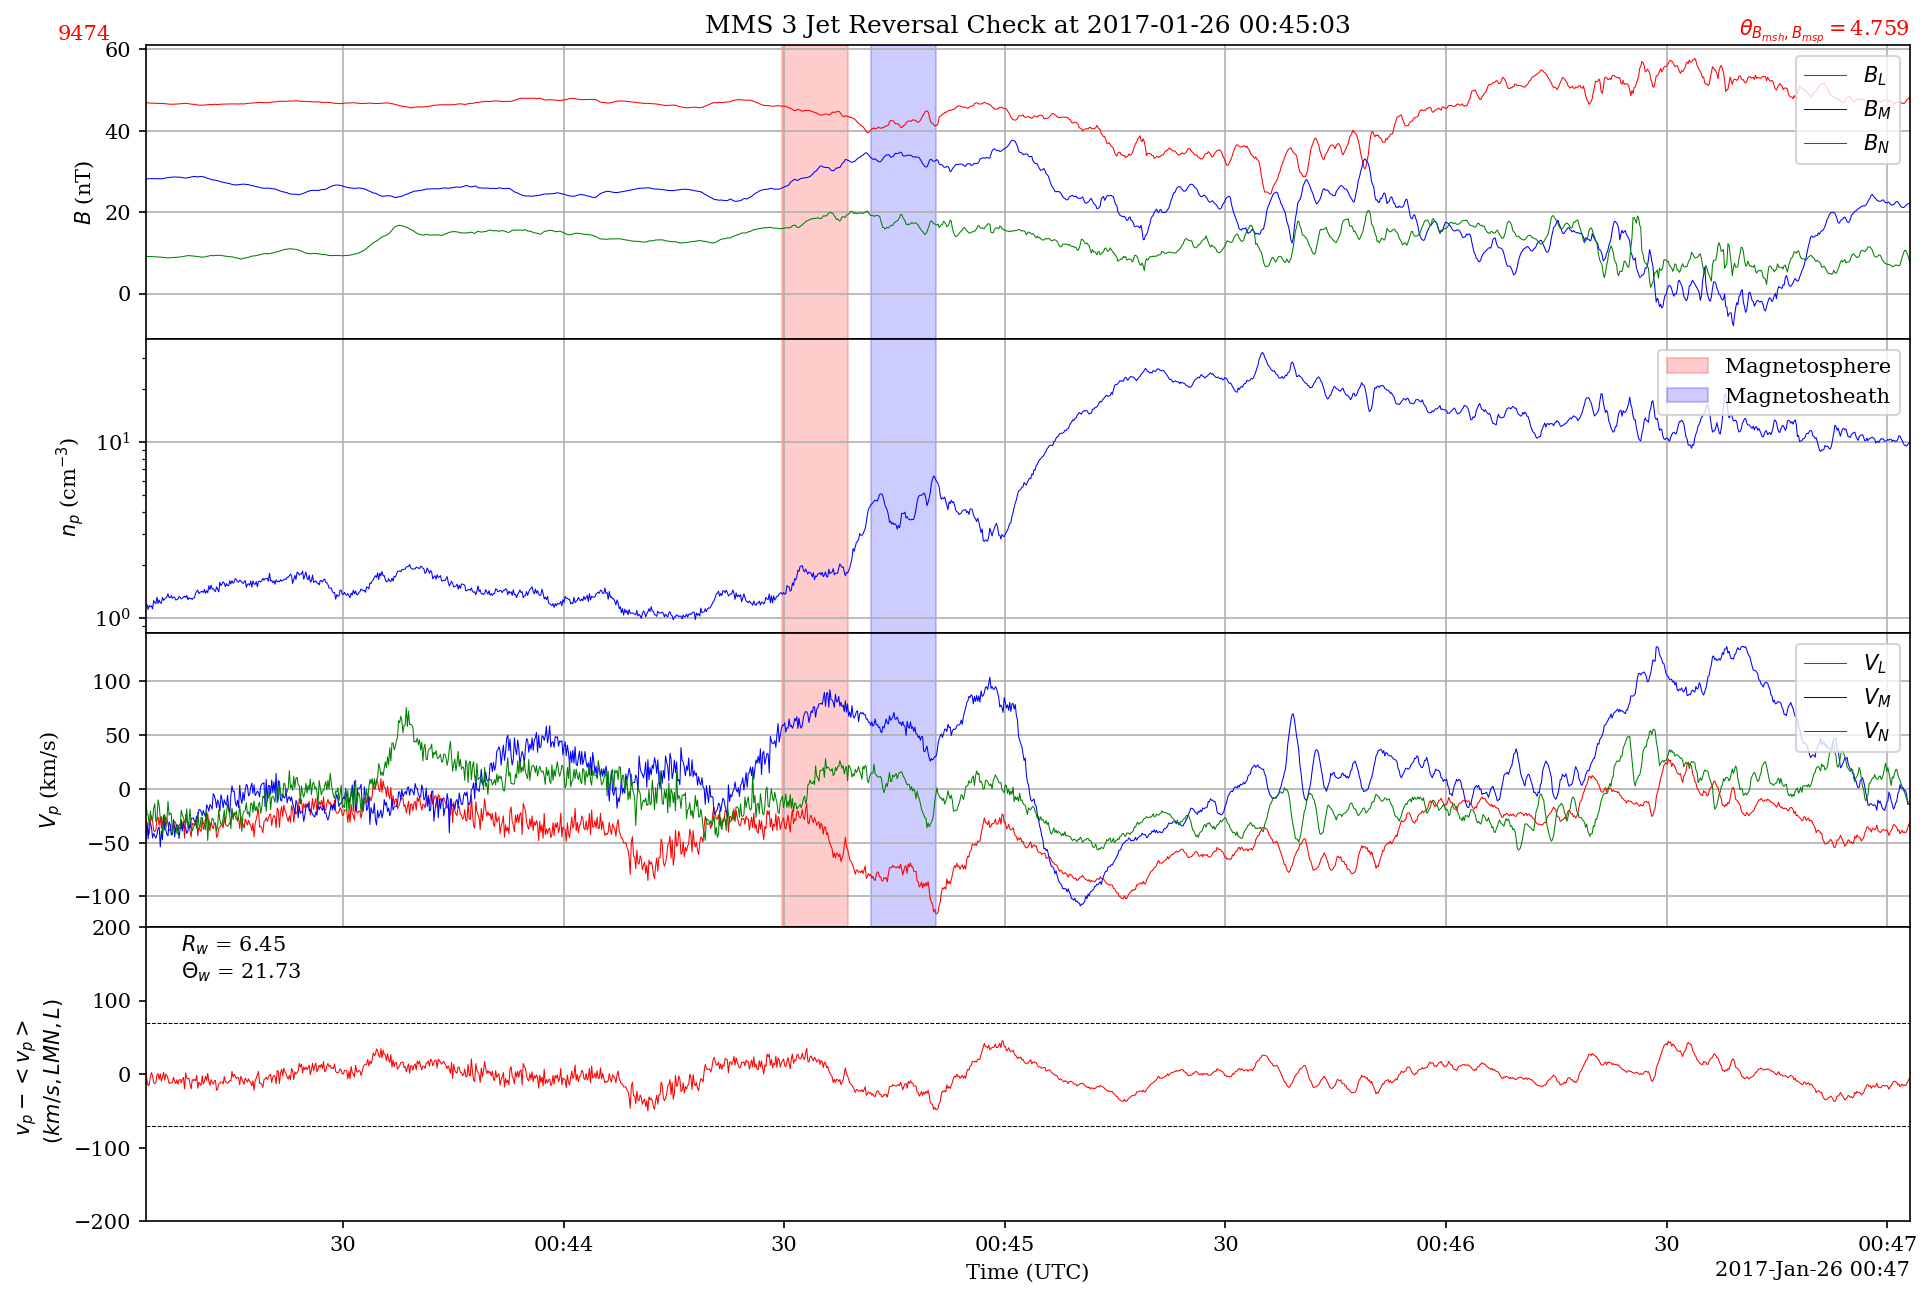 MMS 3 Jet Reversal Check at 2017-01-26 00:45:03
9474
θ_{B_{msh}, B_{msp}} = 4.759
60
40
20
0
B (nT)
B_L
B_M
B_N
10^1
10^0
n_p (cm^{−3})
Magnetosphere
Magnetosheath
100
50
0
−50
−100
V_p (km/s)
V_L
V_M
V_N
200
100
0
−100
−200
v_p − < v_p >
(km/s, LMN, L)
R_w = 6.45
Θ_w = 21.73
30 00:44 30 00:45 30 00:46 30 00:47
Time (UTC)
2017-Jan-26 00:47